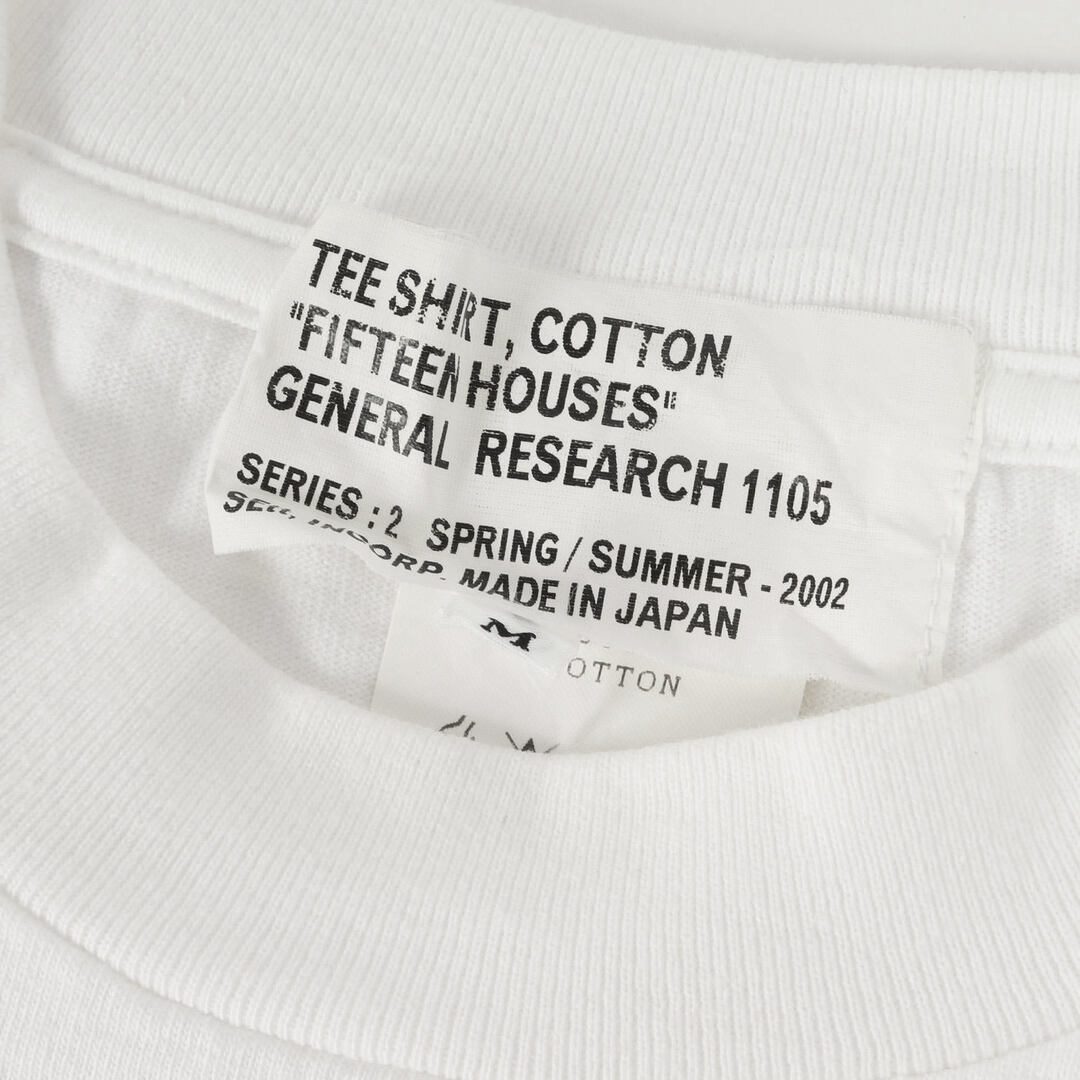 TEE SHIRT, COTTON
"FIFTEEN HOUSES"
GENERAL RESEARCH 1105
SERIES : 2 SPRING / SUMMER - 2002
MADE IN JAPAN
M
OTTON